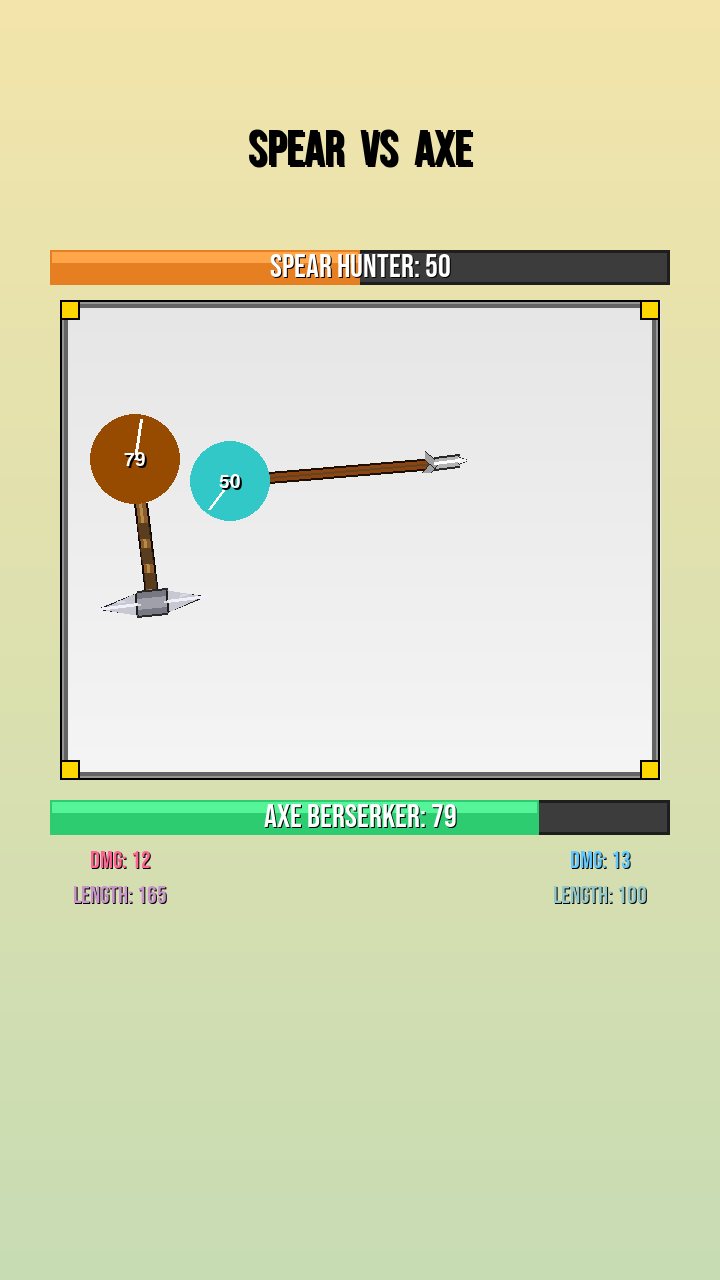 SPEAR VS AXE
SPEAR HUNTER: 50
79
50
AXE BERSERKER: 79
DMG: 12
DMG: 13
LENGTH: 165
LENGTH: 100